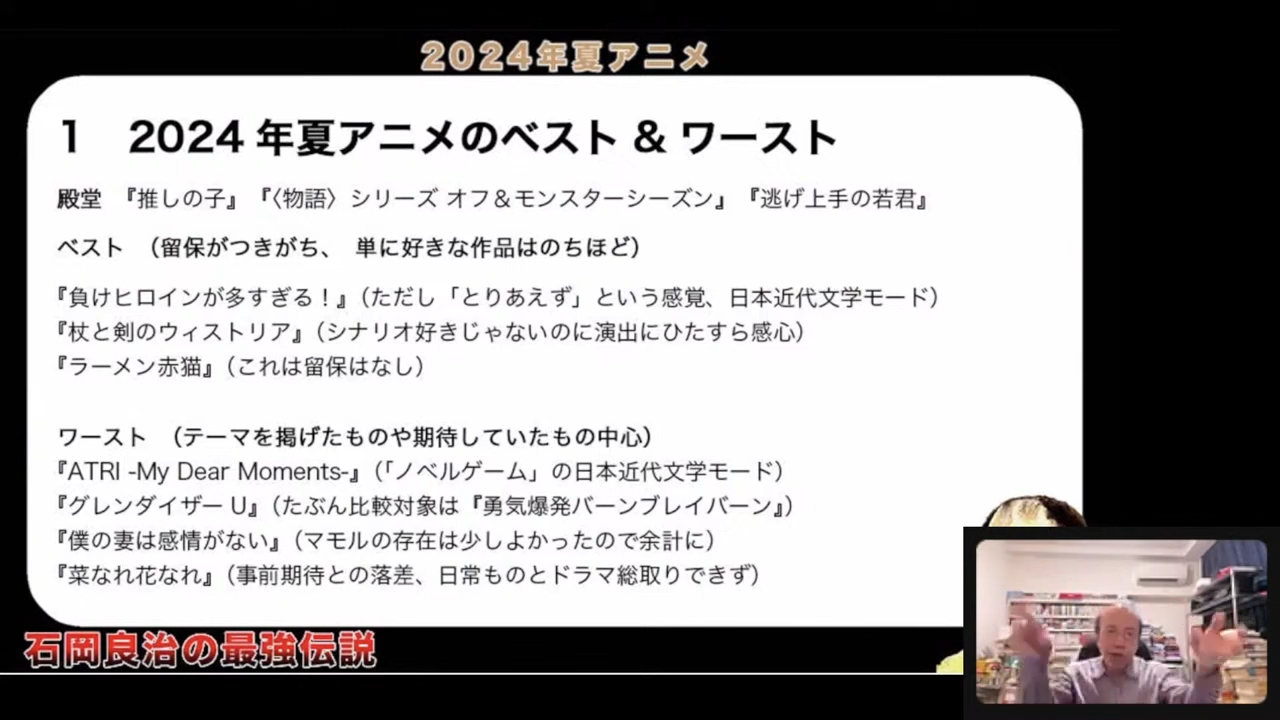 2024年夏アニメ
1 2024 年夏アニメのベスト & ワースト
殿堂 『推しの子』『〈物語〉シリーズ オフ&モンスターシーズン』『逃げ上手の若君』
ベスト (留保がつきがち、 単に好きな作品はのちほど)
『負けヒロインが多すぎる!』(ただし「とりあえず」という感覚、日本近代文学モード)
『杖と剣のウィストリア』(シナリオ好きじゃないのに演出にひたすら感心)
『ラーメン赤猫』(これは留保はなし)
ワースト (テーマを掲げたものや期待していたもの中心)
『ATRI -My Dear Moments-』(「ノベルゲーム」の日本近代文学モード)
『グレンダイザー U』(たぶん比較対象は『勇気爆発バーンブレイバーン』)
『僕の妻は感情がない』(マモルの存在は少しよかったので余計に)
『菜なれ花なれ』(事前期待との落差、日常ものとドラマ総取りできず)
石岡良治の最強伝説